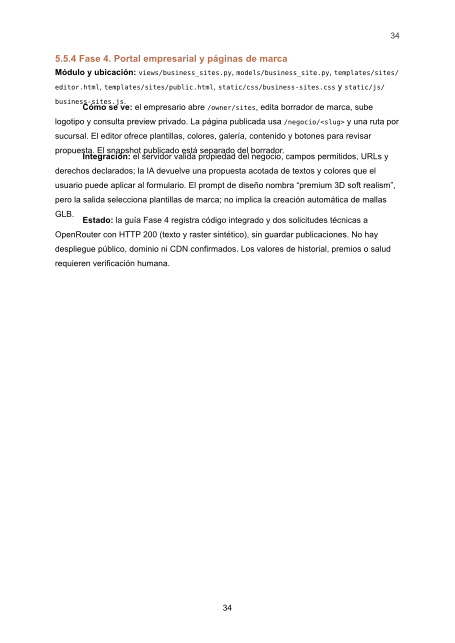 34
5.5.4 Fase 4. Portal empresarial y páginas de marca
Módulo y ubicación: views/business_sites.py, models/business_site.py, templates/sites/
editor.html, templates/sites/public.html, static/css/business-sites.css y static/js/
business-sites.js.
Cómo se ve: el empresario abre /owner/sites, edita borrador de marca, sube
logotipo y consulta preview privado. La página publicada usa /negocio/<slug> y una ruta por
sucursal. El editor ofrece plantillas, colores, galería, contenido y botones para revisar
propuesta. El snapshot publicado está separado del borrador.
Integración: el servidor valida propiedad del negocio, campos permitidos, URLs y
derechos declarados; la IA devuelve una propuesta acotada de textos y colores que el
usuario puede aplicar al formulario. El prompt de diseño nombra “premium 3D soft realism”,
pero la salida selecciona plantillas de marca; no implica la creación automática de mallas
GLB.
Estado: la guía Fase 4 registra código integrado y dos solicitudes técnicas a
OpenRouter con HTTP 200 (texto y raster sintético), sin guardar publicaciones. No hay
despliegue público, dominio ni CDN confirmados. Los valores de historial, premios o salud
requieren verificación humana.
34